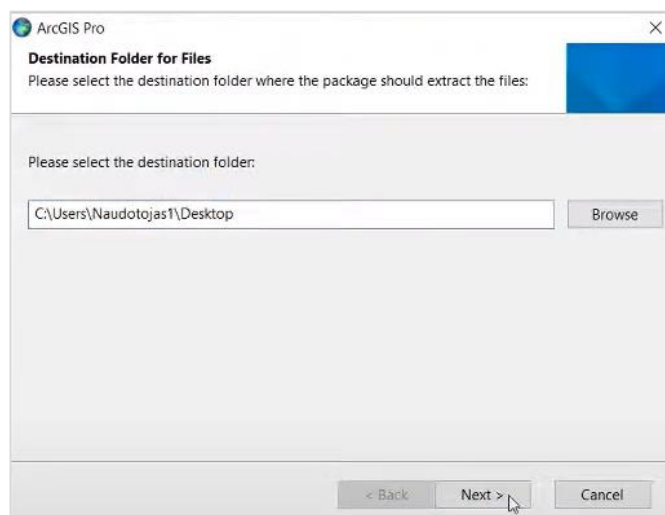 ArcGIS Pro
Destination Folder for Files
Please select the destination folder where the package should extract the files:
Please select the destination folder:
C:\Users\Naudotojas1\Desktop
Browse
< Back
Next >
Cancel